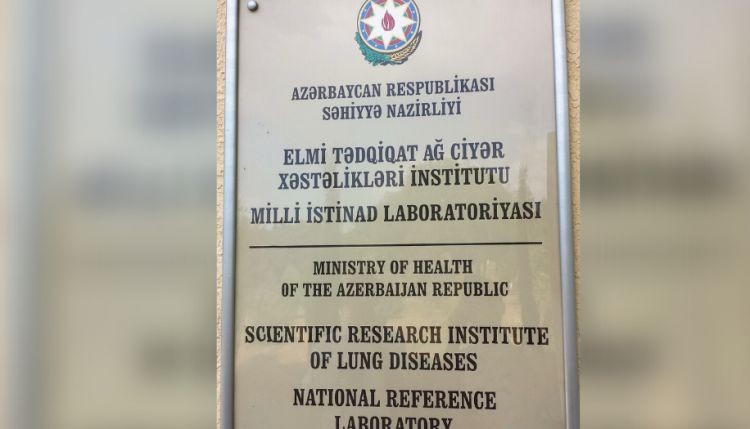 AZƏRBAYCAN RESPUBLİKASI
SƏHİYYƏ NAZİRLİYİ
ELMİ TƏDQİQAT AĞ CİYƏR
XƏSTƏLİKLƏRİ İNSTİTUTU
MİLLİ İSTİNAD LABORATORİYASI
MINISTRY OF HEALTH
OF THE AZERBAIJAN REPUBLIC
SCIENTIFIC RESEARCH INSTITUTE
OF LUNG DISEASES
NATIONAL REFERENCE
LABORATORY